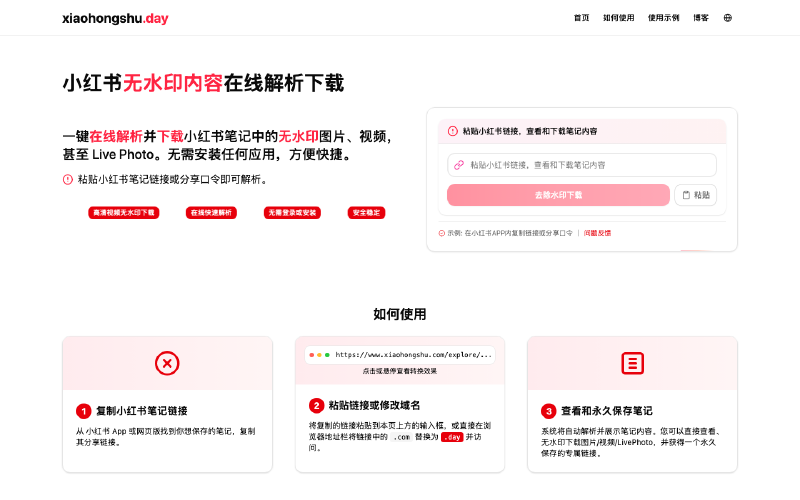 xiaohongshu.day
首页 如何使用 使用示例 博客
小红书无水印内容在线解析下载
一键在线解析并下载小红书笔记中的无水印图片、视频，
甚至 Live Photo。无需安装任何应用，方便快捷。
粘贴小红书笔记链接或分享口令即可解析。
高清视频无水印下载 在线快速解析 无需登录或安装 安全稳定
粘贴小红书链接，查看和下载笔记内容
粘贴小红书链接，查看和下载笔记内容
去除水印下载 粘贴
示例: 在小红书APP内复制链接或分享口令 | 问题反馈
如何使用
1 复制小红书笔记链接
从 小红书 App 或网页版找到你想保存的笔记，复制
其分享链接。
https://www.xiaohongshu.com/explore/...
点击或悬停查看转换效果
2 粘贴链接或修改域名
将复制的链接粘贴到本页上方的输入框，或直接在浏
览器地址栏将链接中的 .com 替换为 .day 并访
问。
3 查看和永久保存笔记
系统将自动解析并展示笔记内容。您可以直接查看、
无水印下载图片/视频/LivePhoto，并获得一个永久
保存的专属链接。